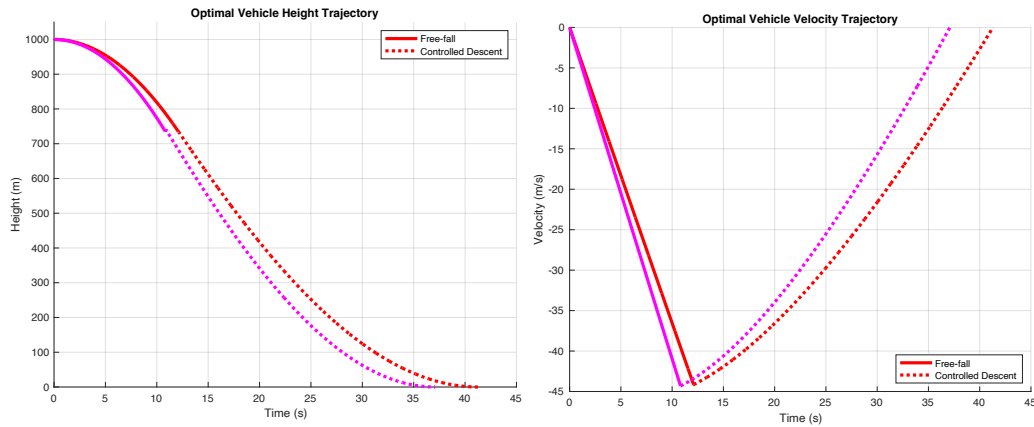 Optimal Vehicle Height Trajectory
Free-fall
Controlled Descent
Height (m)
1000
900
800
700
600
500
400
300
200
100
0
0 5 10 15 20 25 30 35 40 45
Time (s)
Optimal Vehicle Velocity Trajectory
Velocity (m/s)
0
-5
-10
-15
-20
-25
-30
-35
-40
-45
Free-fall
Controlled Descent
0 5 10 15 20 25 30 35 40 45
Time (s)